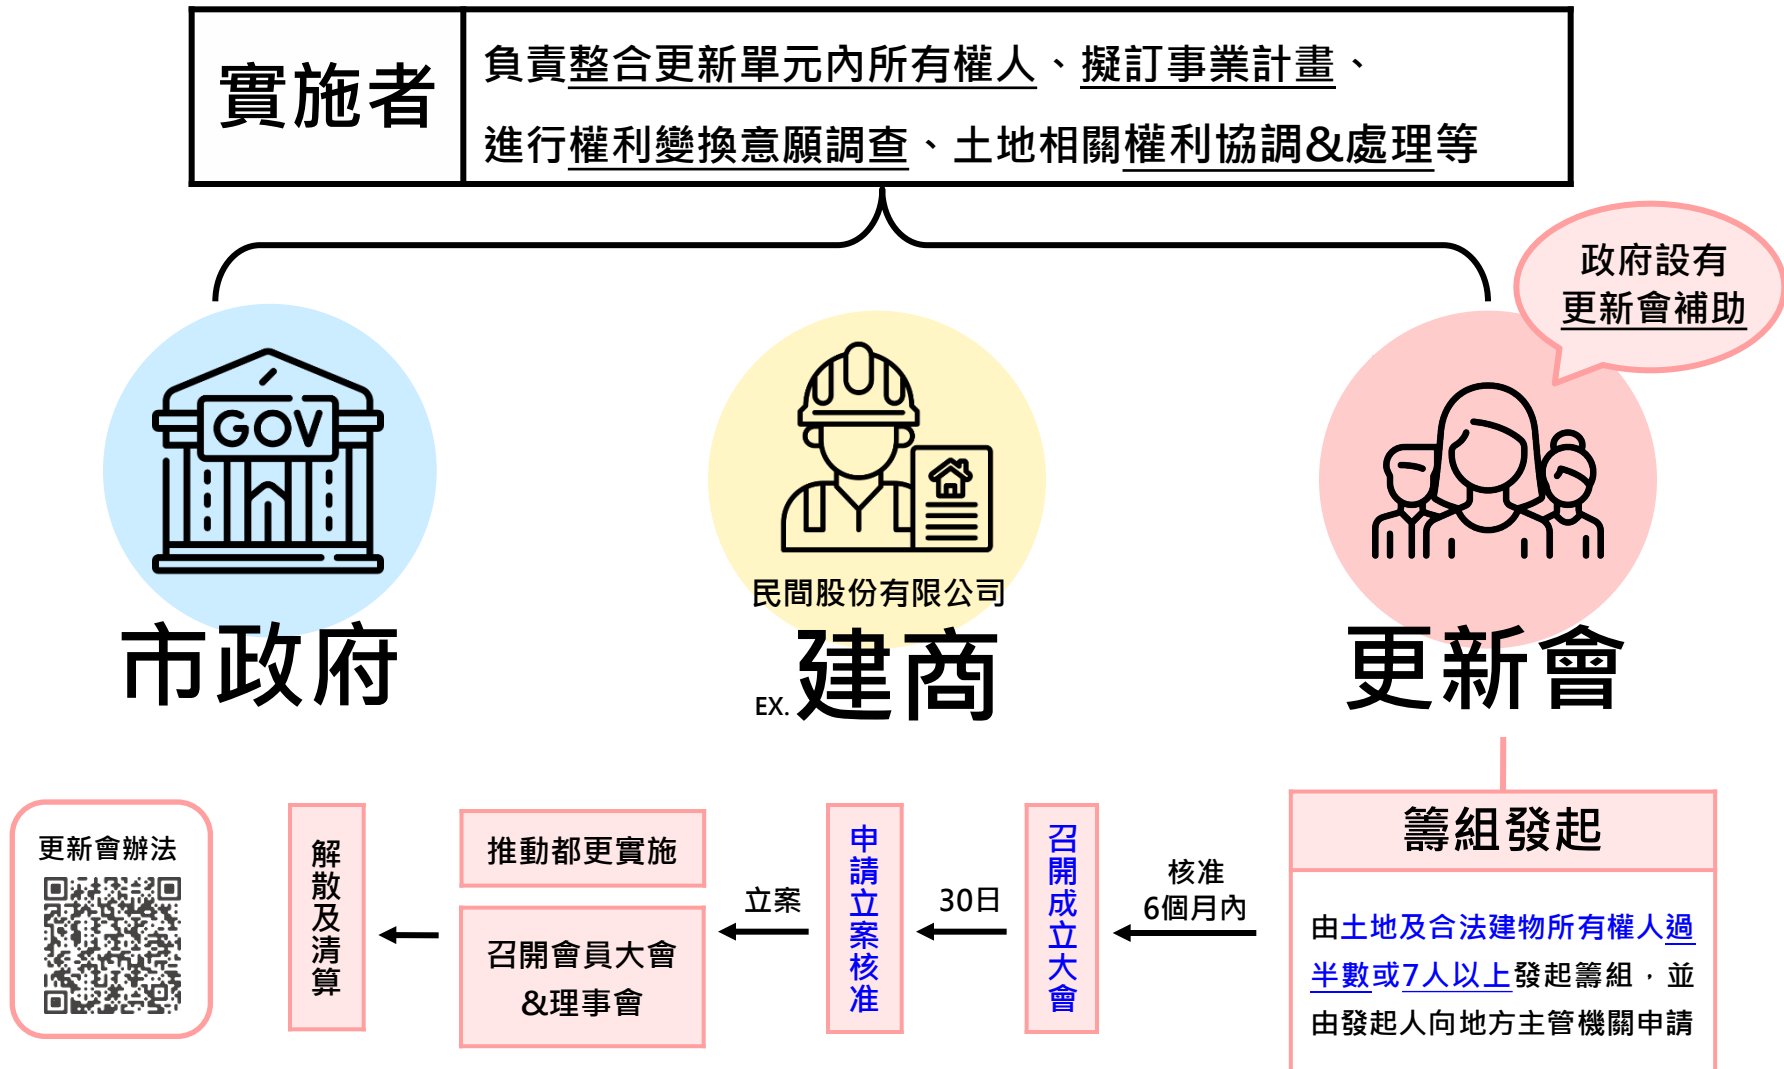 實施者
負責整合更新單元內所有權人、擬訂事業計畫、
進行權利變換意願調查、土地相關權利協調&處理等
政府設有
更新會補助
GOV
市政府
民間股份有限公司
EX.建商
更新會
籌組發起
由土地及合法建物所有權人過
半數或7人以上發起籌組，並
由發起人向地方主管機關申請
核准
6個月內
召開成立大會
30日
申請立案核准
立案
推動都更實施
召開會員大會
&理事會
解散及清算
更新會辦法